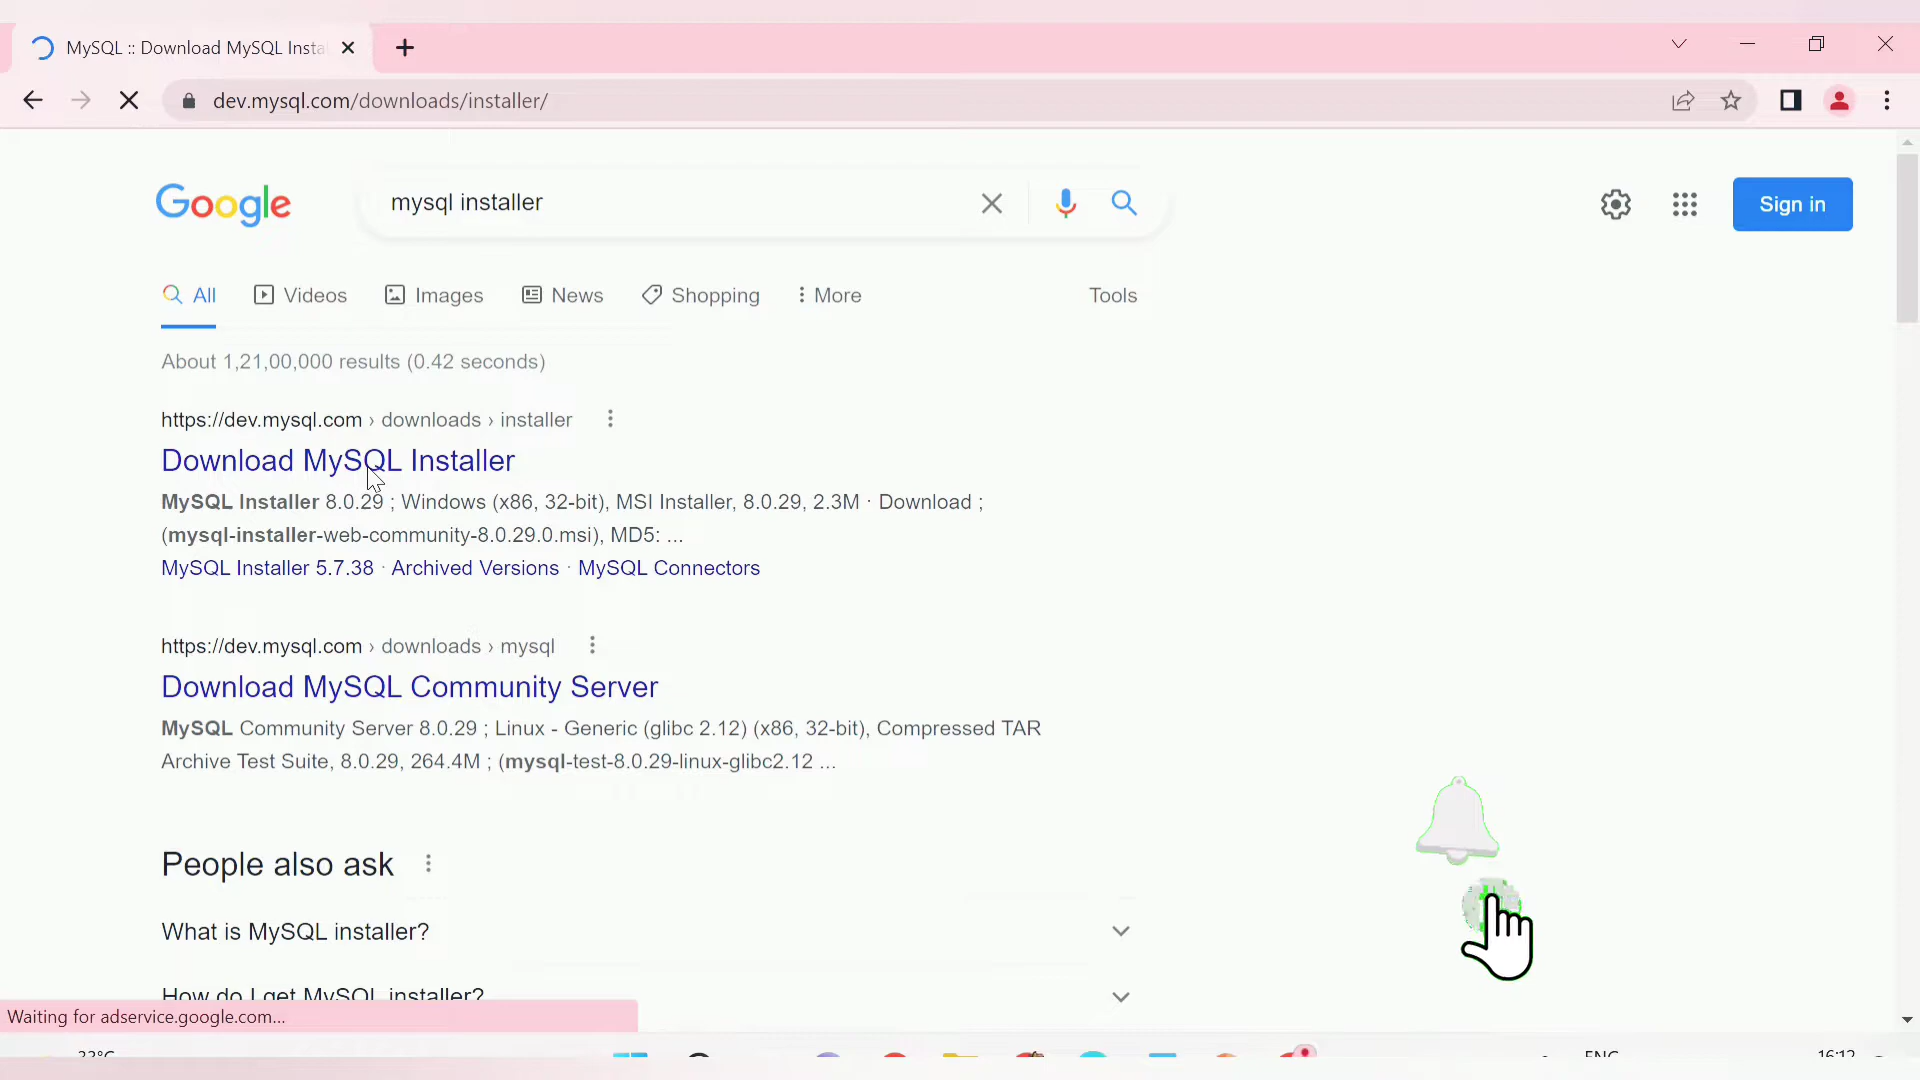 MySQL :: Download MySQL Insta
dev.mysql.com/downloads/installer/
Google
mysql installer
Sign in
All
Videos
Images
News
Shopping
More
Tools
About 1,21,00,000 results (0.42 seconds)
https://dev.mysql.com › downloads › installer
Download MySQL Installer
MySQL Installer 8.0.29 ; Windows (x86, 32-bit), MSI Installer, 8.0.29, 2.3M · Download ;
(mysql-installer-web-community-8.0.29.0.msi), MD5: ...
MySQL Installer 5.7.38 · Archived Versions · MySQL Connectors
https://dev.mysql.com › downloads › mysql
Download MySQL Community Server
MySQL Community Server 8.0.29 ; Linux - Generic (glibc 2.12) (x86, 32-bit), Compressed TAR
Archive Test Suite, 8.0.29, 264.4M ; (mysql-test-8.0.29-linux-glibc2.12 ...
People also ask
What is MySQL installer?
How do I get MySQL installer?
Waiting for adservice.google.com...
33°C
ENG
16:12